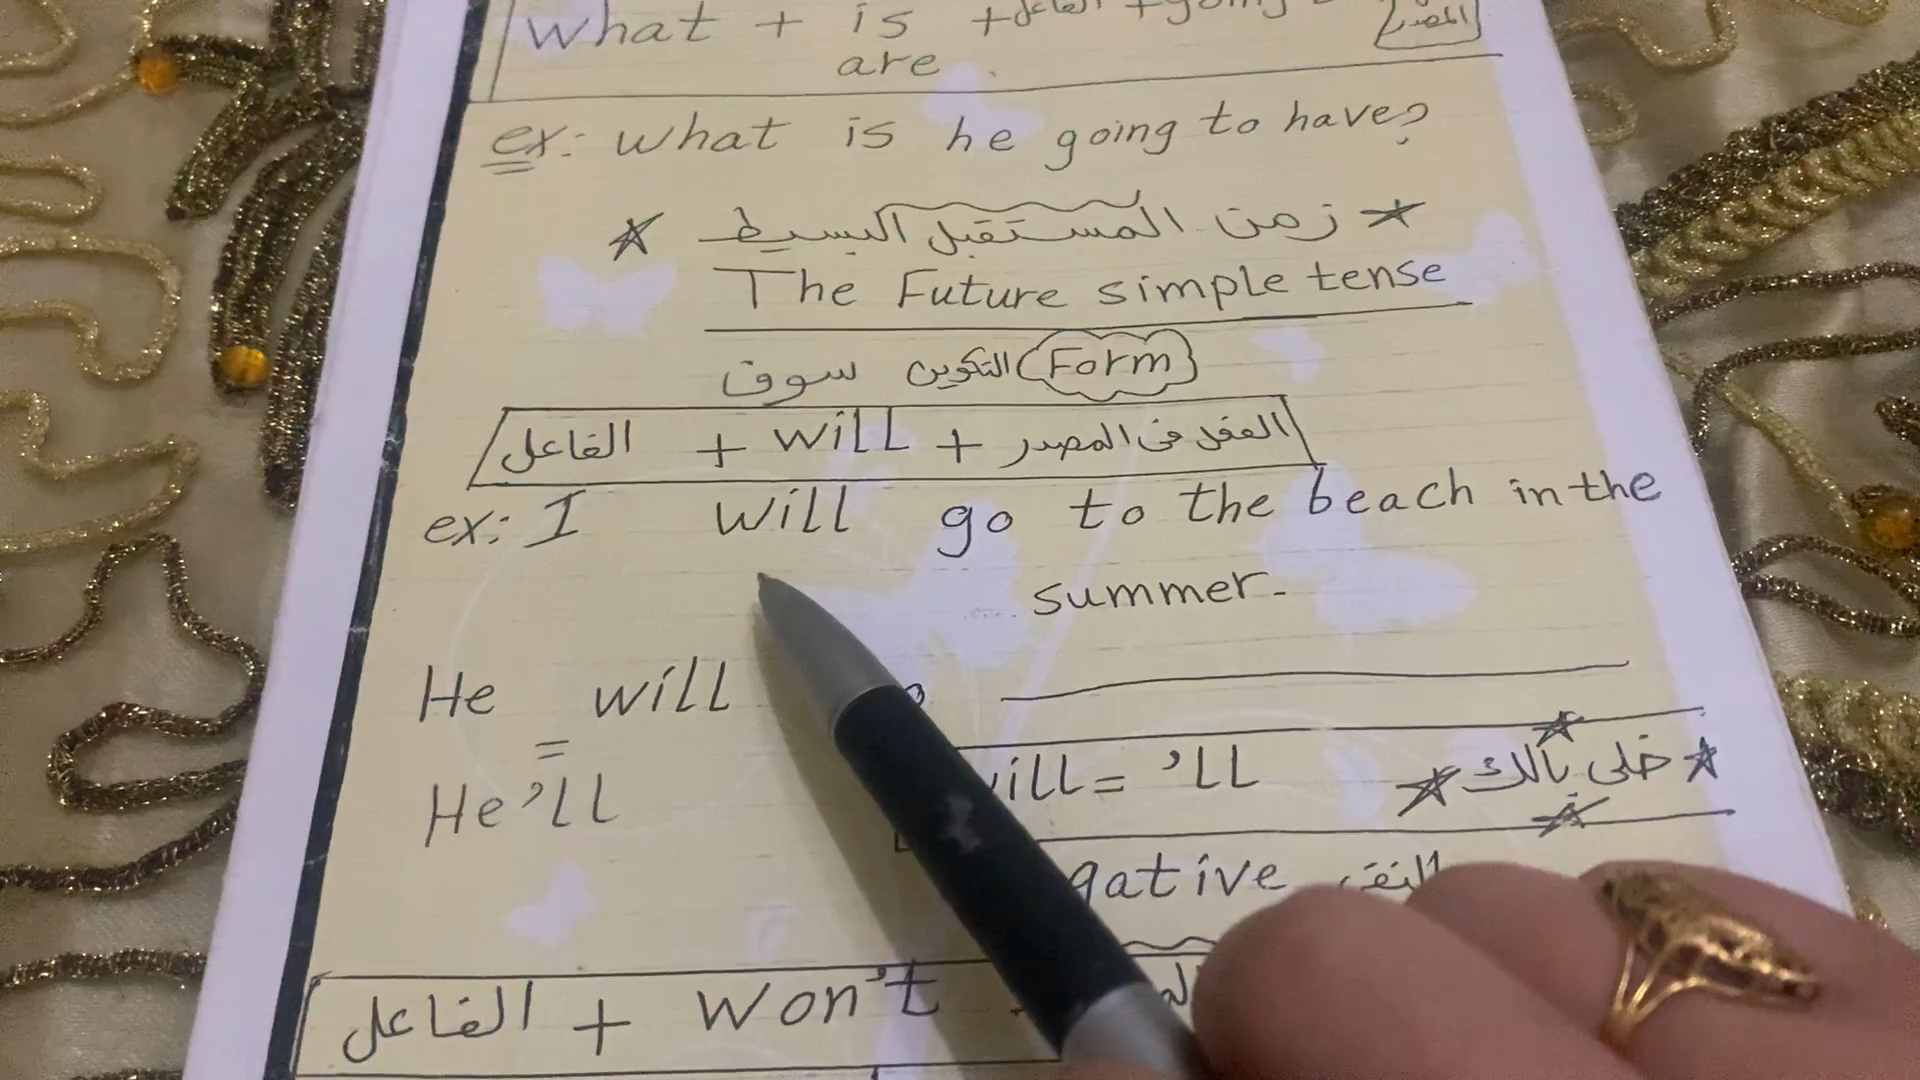 What + is + الفاعل + going
are
المصدر
ex: What is he going to have?
* زمن المستقبل البسيط *
The Future simple tense
Form التكوين سوف
الفاعل + will + الفعل فى المصدر
ex: I will go to the beach in the
summer.
He will
=
He'll
will = 'll * خلى بالك *
gative النفى
الفاعل + Won't